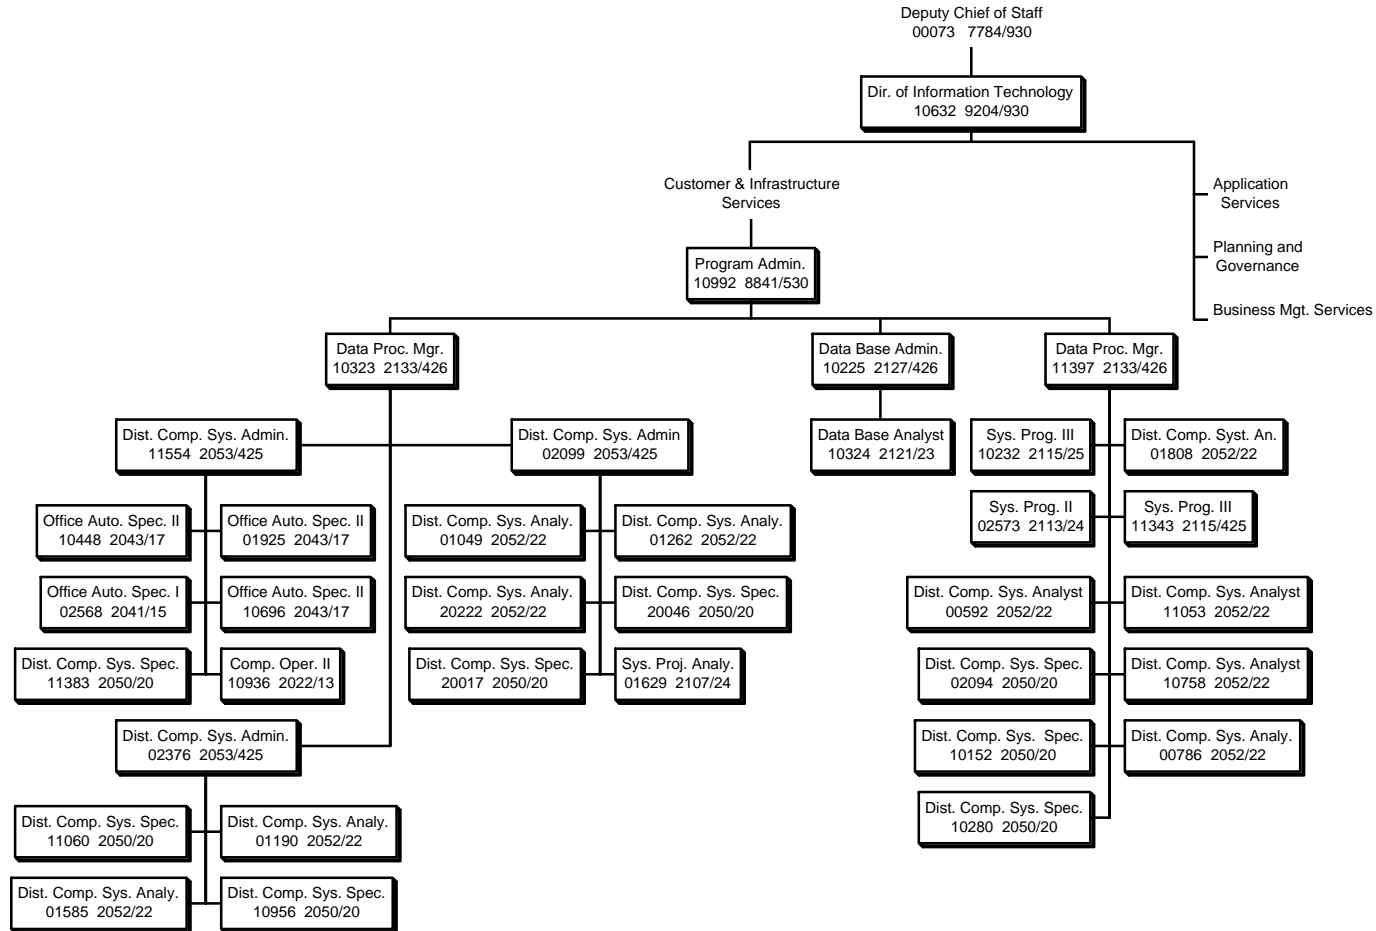 Deputy Chief of Staff
00073 7784/930
Dir. of Information Technology
10632 9204/930
Customer & Infrastructure
Services
Application
Services
Planning and
Governance
Business Mgt. Services
Program Admin.
10992 8841/530
Data Proc. Mgr.
10323 2133/426
Data Base Admin.
10225 2127/426
Data Proc. Mgr.
11397 2133/426
Dist. Comp. Sys. Admin.
11554 2053/425
Dist. Comp. Sys. Admin
02099 2053/425
Data Base Analyst
10324 2121/23
Sys. Prog. III
10232 2115/25
Dist. Comp. Syst. An.
01808 2052/22
Office Auto. Spec. II
10448 2043/17
Office Auto. Spec. II
01925 2043/17
Dist. Comp. Sys. Analy.
01049 2052/22
Dist. Comp. Sys. Analy.
01262 2052/22
Sys. Prog. II
02573 2113/24
Sys. Prog. III
11343 2115/425
Office Auto. Spec. I
02568 2041/15
Office Auto. Spec. II
10696 2043/17
Dist. Comp. Sys. Analy.
20222 2052/22
Dist. Comp. Sys. Spec.
20046 2050/20
Dist. Comp. Sys. Analyst
00592 2052/22
Dist. Comp. Sys. Analyst
11053 2052/22
Dist. Comp. Sys. Spec.
11383 2050/20
Comp. Oper. II
10936 2022/13
Dist. Comp. Sys. Spec.
20017 2050/20
Sys. Proj. Analy.
01629 2107/24
Dist. Comp. Sys. Spec.
02094 2050/20
Dist. Comp. Sys. Analyst
10758 2052/22
Dist. Comp. Sys. Admin.
02376 2053/425
Dist. Comp. Sys. Spec.
10152 2050/20
Dist. Comp. Sys. Analy.
00786 2052/22
Dist. Comp. Sys. Spec.
11060 2050/20
Dist. Comp. Sys. Analy.
01190 2052/22
Dist. Comp. Sys. Spec.
10280 2050/20
Dist. Comp. Sys. Analy.
01585 2052/22
Dist. Comp. Sys. Spec.
10956 2050/20